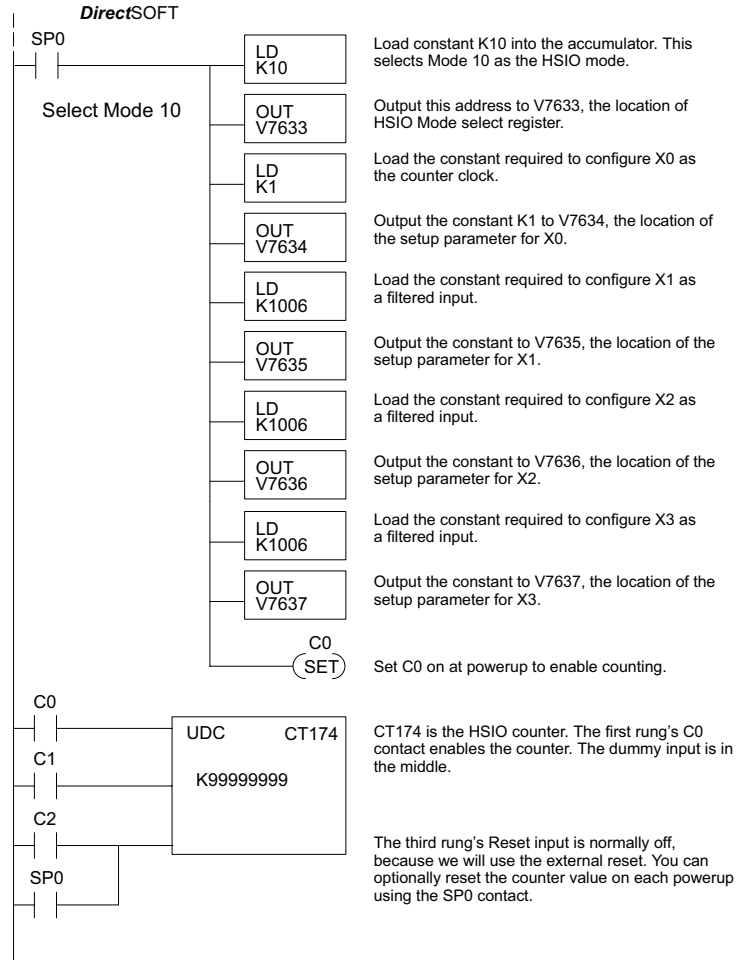 DirectSOFT
SP0
LD
K10
Load constant K10 into the accumulator. This
selects Mode 10 as the HSIO mode.
Select Mode 10
OUT
V7633
Output this address to V7633, the location of
HSIO Mode select register.
LD
K1
Load the constant required to configure X0 as
the counter clock.
OUT
V7634
Output the constant K1 to V7634, the location of
the setup parameter for X0.
LD
K1006
Load the constant required to configure X1 as
a filtered input.
OUT
V7635
Output the constant to V7635, the location of the
setup parameter for X1.
LD
K1006
Load the constant required to configure X2 as
a filtered input.
OUT
V7636
Output the constant to V7636, the location of the
setup parameter for X2.
LD
K1006
Load the constant required to configure X3 as
a filtered input.
OUT
V7637
Output the constant to V7637, the location of the
setup parameter for X3.
C0
SET
Set C0 on at powerup to enable counting.
C0
UDC CT174
CT174 is the HSIO counter. The first rung's C0
contact enables the counter. The dummy input is in
the middle.
C1
K99999999
C2
The third rung's Reset input is normally off,
because we will use the external reset. You can
optionally reset the counter value on each powerup
using the SP0 contact.
SP0